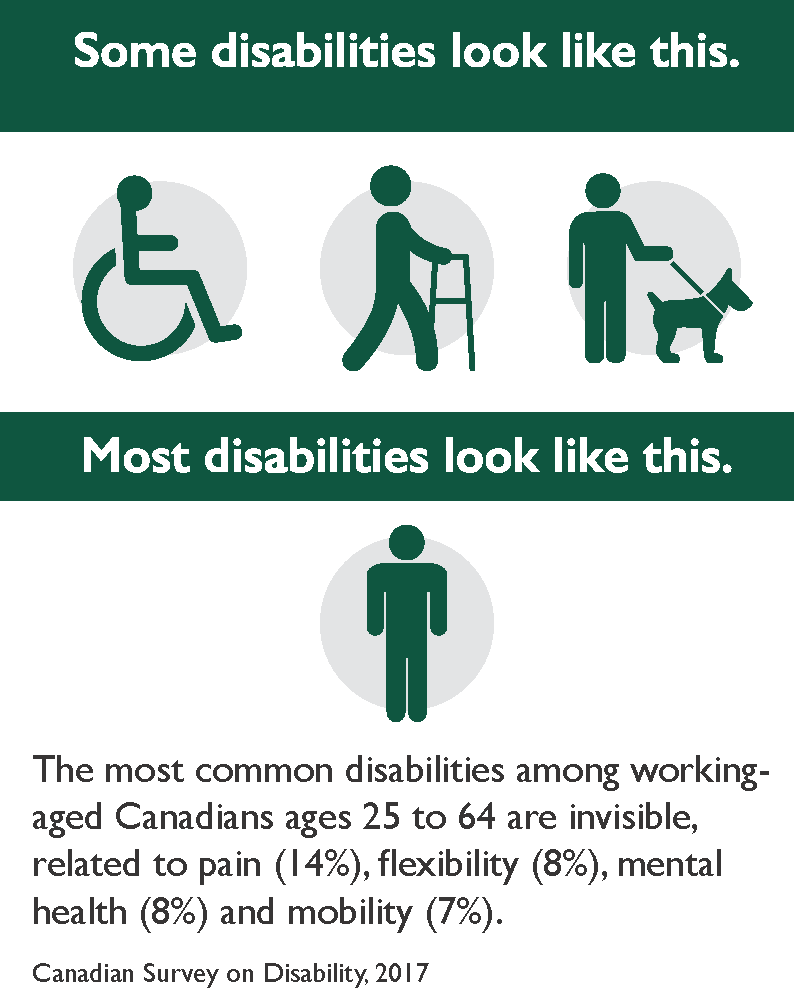 Some disabilities look like this.
Most disabilities look like this.
The most common disabilities among working-
aged Canadians ages 25 to 64 are invisible,
related to pain (14%), flexibility (8%), mental
health (8%) and mobility (7%).
Canadian Survey on Disability, 2017